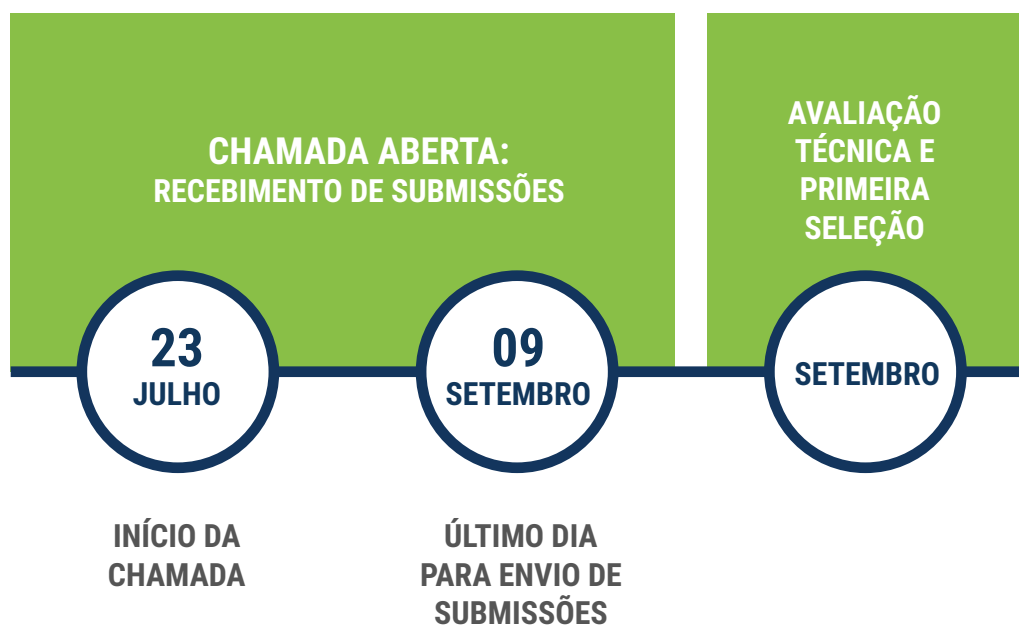 CHAMADA ABERTA:
RECEBIMENTO DE SUBMISSÕES
AVALIAÇÃO
TÉCNICA E
PRIMEIRA
SELEÇÃO
23
JULHO
09
SETEMBRO
SETEMBRO
INÍCIO DA
CHAMADA
ÚLTIMO DIA
PARA ENVIO DE
SUBMISSÕES